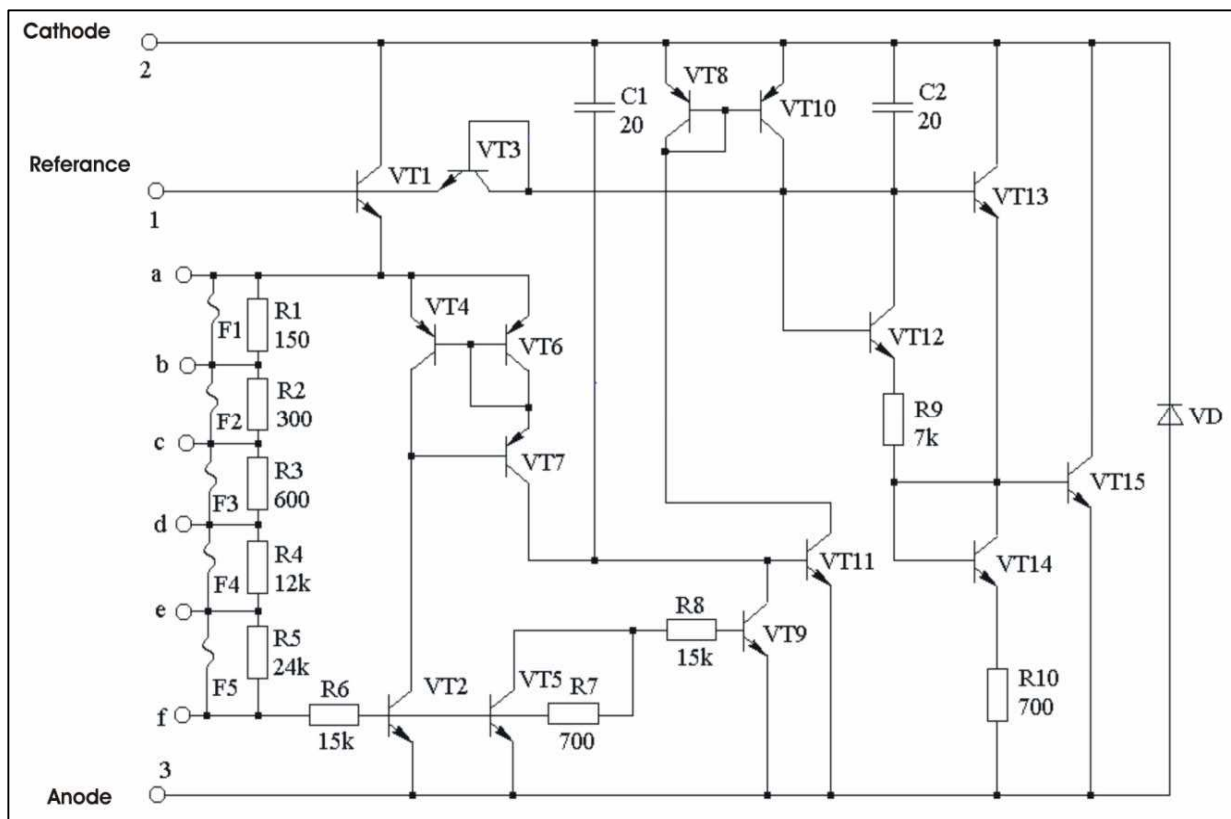 Cathode
2
VT8
C1
20
VT10
C2
20
VT3
Referance
VT1
VT13
1
a
VT4
R1
150
F1
VT6
VT12
b
R2
300
F2
R9
7k
c
VT7
VT15
R3
600
F3
d
R4
12k
F4
VT11
VT14
e
R8
15k
VT9
R5
24k
F5
R6
15k
VT2
VT5
R7
700
R10
700
f
3
Anode
VD